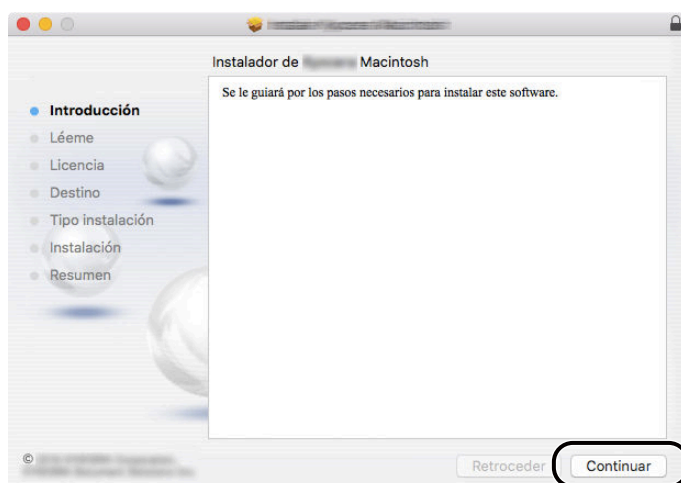 Instalador de Macintosh
Se le guiará por los pasos necesarios para instalar este software.
Introducción
Léeme
Licencia
Destino
Tipo instalación
Instalación
Resumen
©
Retroceder
Continuar